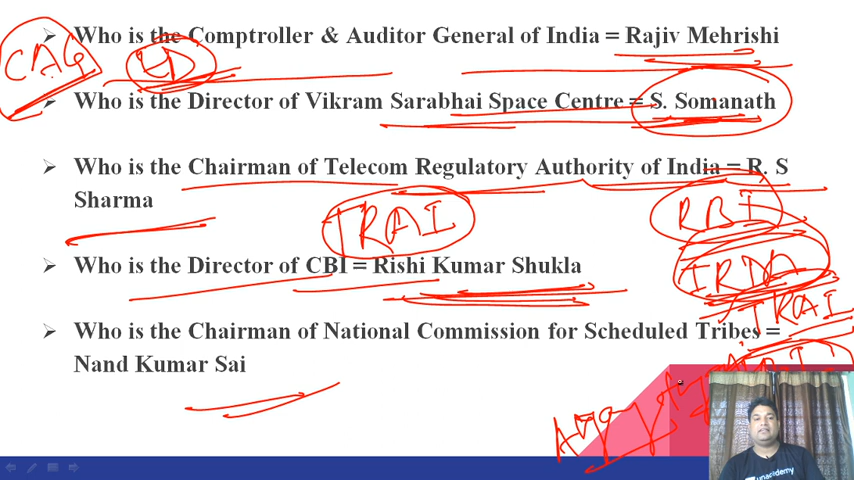 Who is the Comptroller & Auditor General of India = Rajiv Mehrishi
CAG
Who is the Director of Vikram Sarabhai Space Centre = S. Somanath
Who is the Chairman of Telecom Regulatory Authority of India = R. S
Sharma
TRAI
RBI
Who is the Director of CBI = Rishi Kumar Shukla
IRDA
TRAI
Who is the Chairman of National Commission for Scheduled Tribes =
Nand Kumar Sai
unacademy